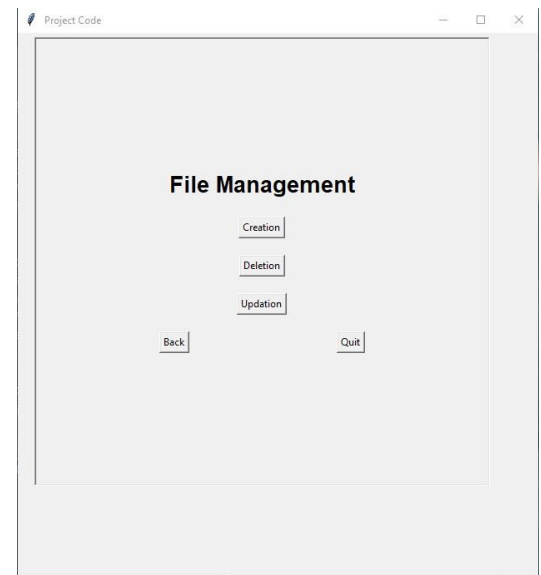 Project Code
File Management
Creation
Deletion
Updation
Back Quit